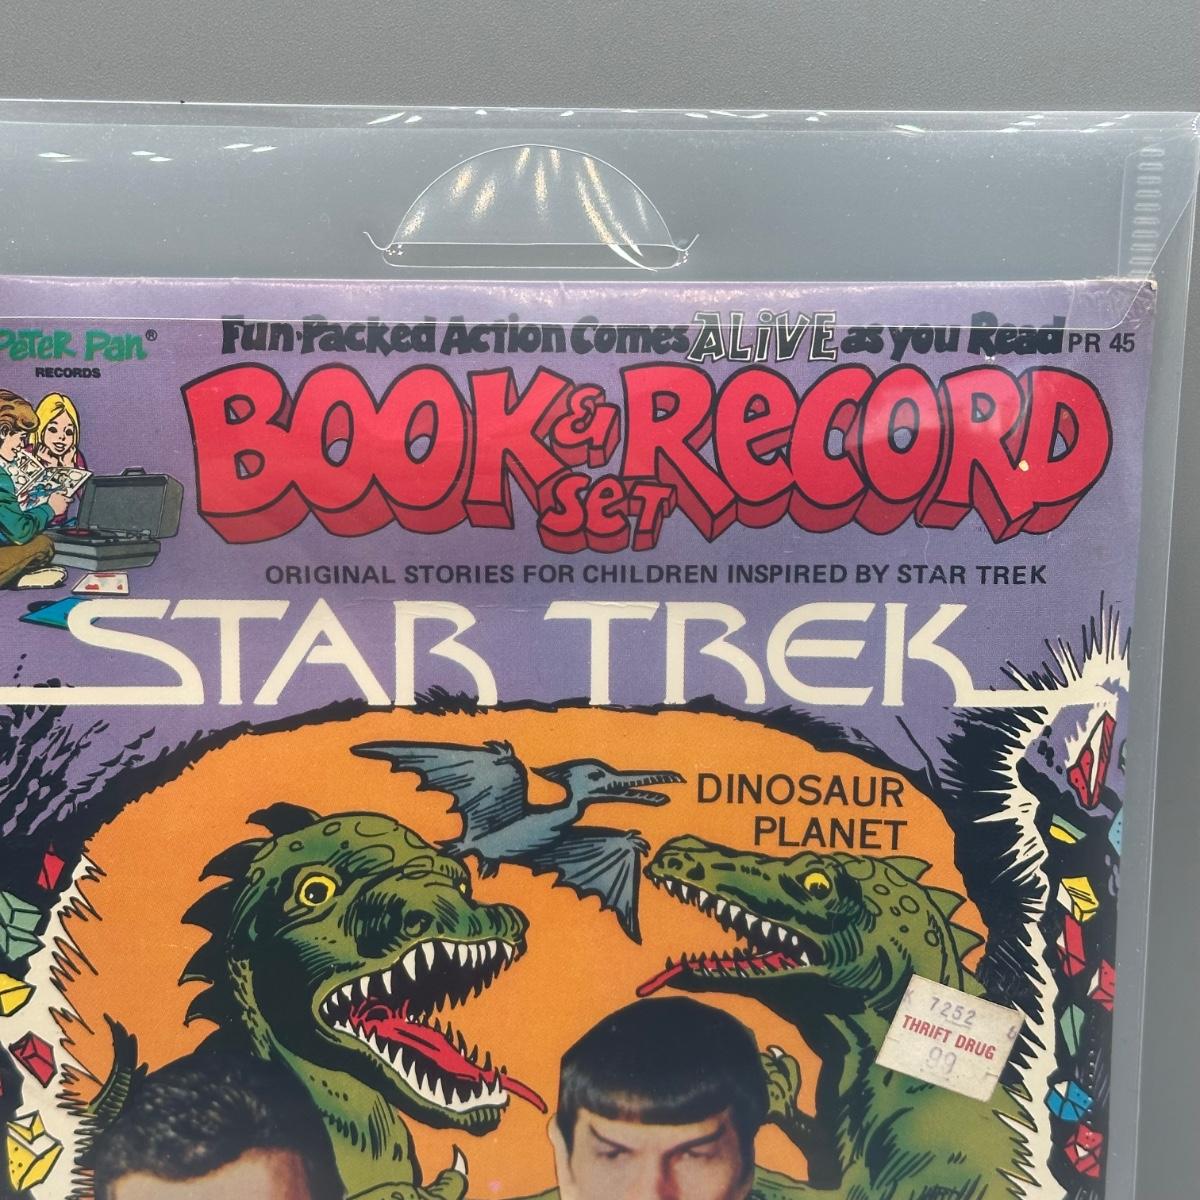 PETER PAN®
RECORDS
Fun-Packed Action Comes ALIVE as you Read
PR 45
BOOK & RECORD
SET
ORIGINAL STORIES FOR CHILDREN INSPIRED BY STAR TREK
STAR TREK
DINOSAUR
PLANET
7252
THRIFT DRUG
99